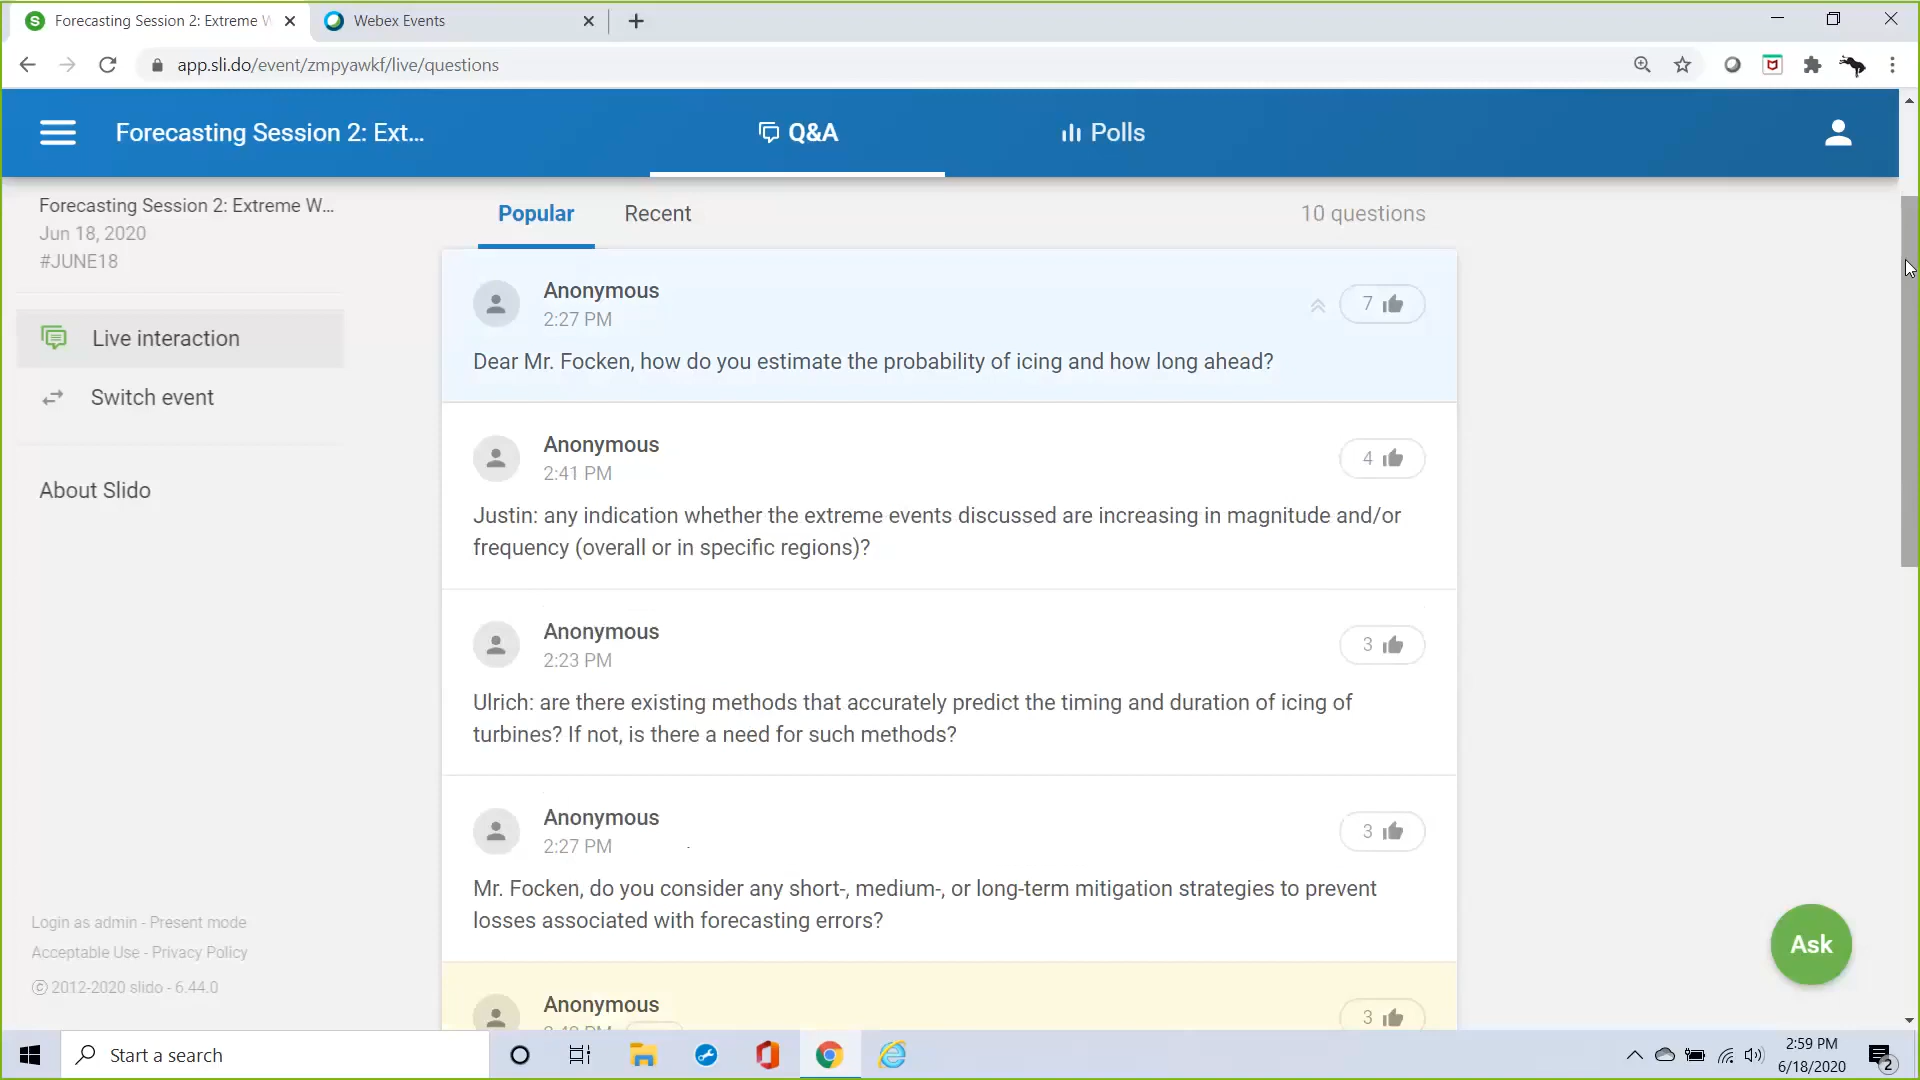 Forecasting Session 2: Extreme W
Webex Events
app.sli.do/event/zmpyawkf/live/questions
Forecasting Session 2: Ext...
Q&A
Polls
Forecasting Session 2: Extreme W...
Jun 18, 2020
#JUNE18
Live interaction
Switch event
About Slido
Login as admin - Present mode
Acceptable Use - Privacy Policy
© 2012-2020 slido - 6.44.0
Popular
Recent
10 questions
Anonymous
2:27 PM
7
Dear Mr. Focken, how do you estimate the probability of icing and how long ahead?
Anonymous
2:41 PM
4
Justin: any indication whether the extreme events discussed are increasing in magnitude and/or
frequency (overall or in specific regions)?
Anonymous
2:23 PM
3
Ulrich: are there existing methods that accurately predict the timing and duration of icing of
turbines? If not, is there a need for such methods?
Anonymous
2:27 PM
3
Mr. Focken, do you consider any short-, medium-, or long-term mitigation strategies to prevent
losses associated with forecasting errors?
Anonymous
3
Ask
Start a search
2:59 PM
6/18/2020
2